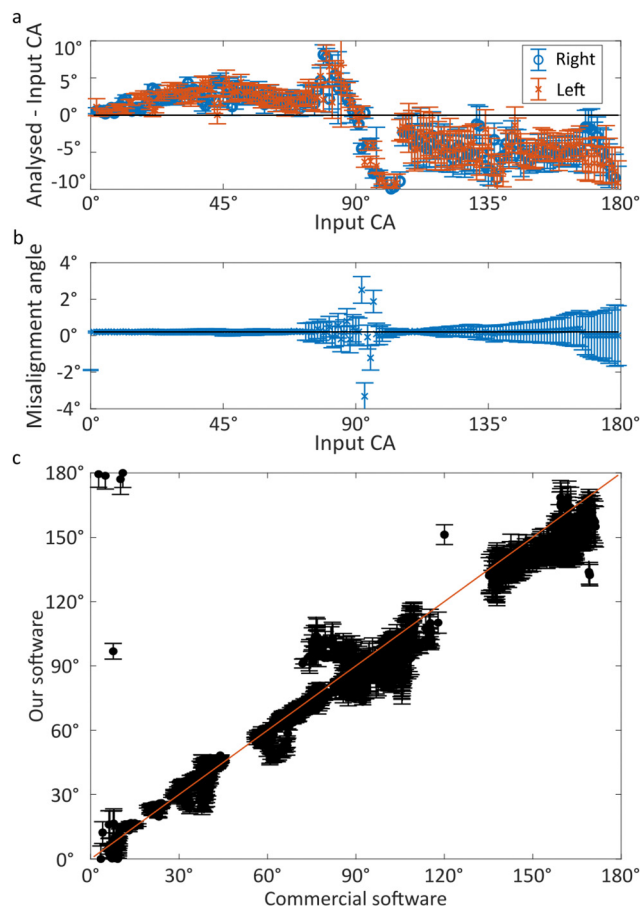 a
10°
5°
0°
-5°
-10°
Analysed - Input CA
Right
Left
0° 45° 90° 135° 180°
Input CA
b
4°
2°
0°
-2°
-4°
Misalignment angle
0° 45° 90° 135° 180°
Input CA
c
180°
150°
120°
90°
60°
30°
0°
Our software
0° 30° 60° 90° 120° 150° 180°
Commercial software